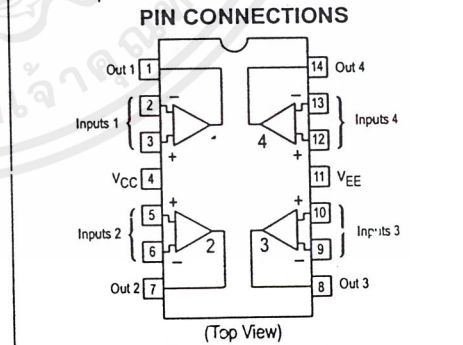 PIN CONNECTIONS
Out 1 1 14 Out 4
2 − − 13
Inputs 1 4 Inputs 4
3 + + 12
VCC 4 11 VEE
5 + + 10
Inputs 2 2 3 Inputs 3
6 − − 9
Out 2 7 8 Out 3
(Top View)